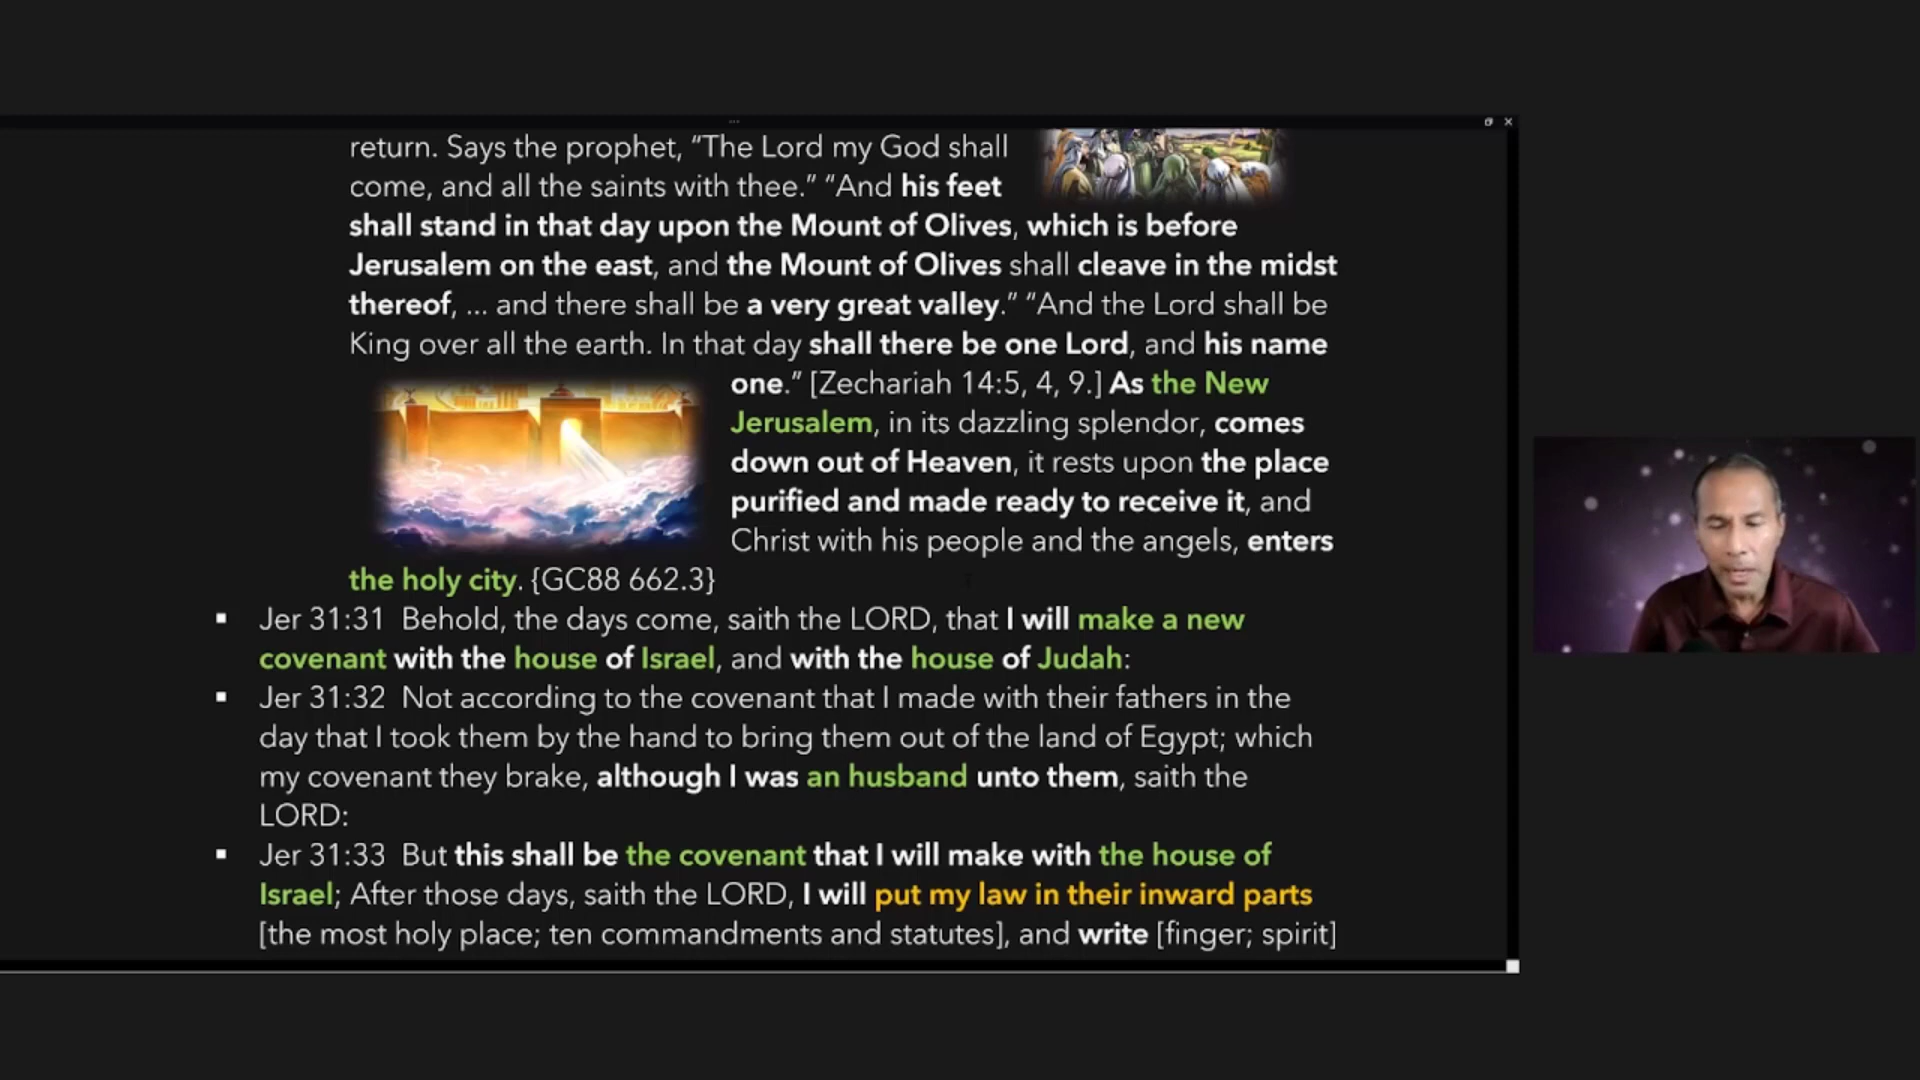 return. Says the prophet, “The Lord my God shall
come, and all the saints with thee.” “And his feet
shall stand in that day upon the Mount of Olives, which is before
Jerusalem on the east, and the Mount of Olives shall cleave in the midst
thereof, ... and there shall be a very great valley.” “And the Lord shall be
King over all the earth. In that day shall there be one Lord, and his name
one.” [Zechariah 14:5, 4, 9.] As the New
Jerusalem, in its dazzling splendor, comes
down out of Heaven, it rests upon the place
purified and made ready to receive it, and
Christ with his people and the angels, enters
the holy city. {GC88 662.3}
▪ Jer 31:31 Behold, the days come, saith the LORD, that I will make a new
covenant with the house of Israel, and with the house of Judah:
▪ Jer 31:32 Not according to the covenant that I made with their fathers in the
day that I took them by the hand to bring them out of the land of Egypt; which
my covenant they brake, although I was an husband unto them, saith the
LORD:
▪ Jer 31:33 But this shall be the covenant that I will make with the house of
Israel; After those days, saith the LORD, I will put my law in their inward parts
[the most holy place; ten commandments and statutes], and write [finger; spirit]